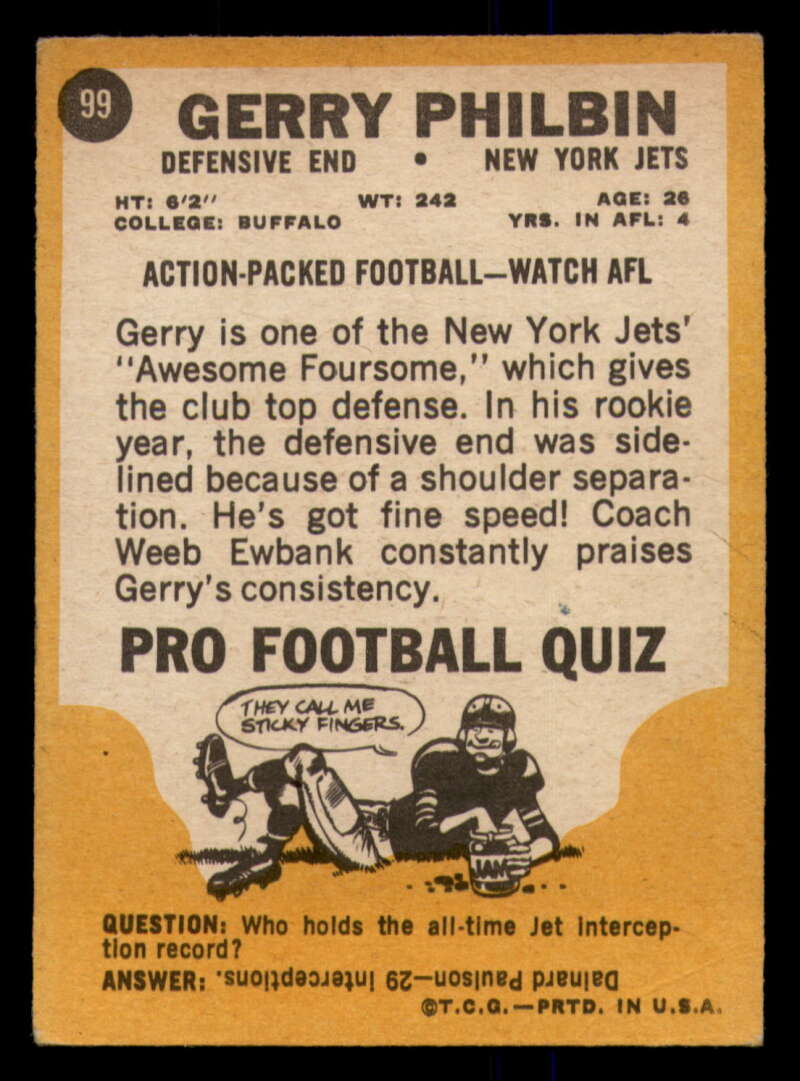 99
GERRY PHILBIN
DEFENSIVE END • NEW YORK JETS
HT: 6'2" WT: 242 AGE: 26
COLLEGE: BUFFALO YRS. IN AFL: 4
ACTION-PACKED FOOTBALL—WATCH AFL
Gerry is one of the New York Jets'
"Awesome Foursome," which gives
the club top defense. In his rookie
year, the defensive end was side-
lined because of a shoulder separa-
tion. He's got fine speed! Coach
Weeb Ewbank constantly praises
Gerry's consistency.
PRO FOOTBALL QUIZ
THEY CALL ME
STICKY FINGERS.
JAM
QUESTION: Who holds the all-time Jet intercep-
tion record?
ANSWER: Dainard Paulson—29 interceptions.
©T.C.G.—PRTD. IN U.S.A.